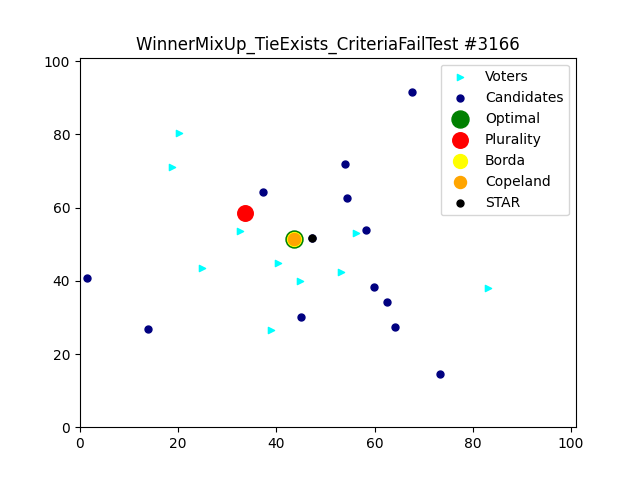 WinnerMixUp_TieExists_CriteriaFailTest #3166
100
80
60
40
20
0
0 20 40 60 80 100
Voters
Candidates
Optimal
Plurality
Borda
Copeland
STAR